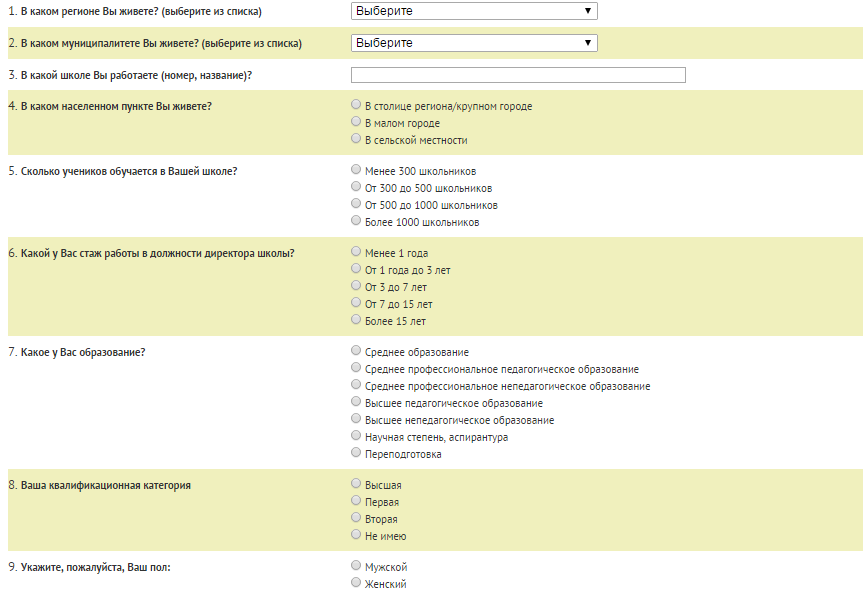 1. В каком регионе Вы живете? (выберите из списка) Выберите
2. В каком муниципалитете Вы живете? (выберите из списка) Выберите
3. В какой школе Вы работаете (номер, название)?
4. В каком населенном пункте Вы живете? В столице региона/крупном городе
В малом городе
В сельской местности
5. Сколько учеников обучается в Вашей школе? Менее 300 школьников
От 300 до 500 школьников
От 500 до 1000 школьников
Более 1000 школьников
6. Какой у Вас стаж работы в должности директора школы? Менее 1 года
От 1 года до 3 лет
От 3 до 7 лет
От 7 до 15 лет
Более 15 лет
7. Какое у Вас образование? Среднее образование
Среднее профессиональное педагогическое образование
Среднее профессиональное непедагогическое образование
Высшее педагогическое образование
Высшее непедагогическое образование
Научная степень, аспирантура
Переподготовка
8. Ваша квалификационная категория Высшая
Первая
Вторая
Не имею
9. Укажите, пожалуйста, Ваш пол: Мужской
Женский